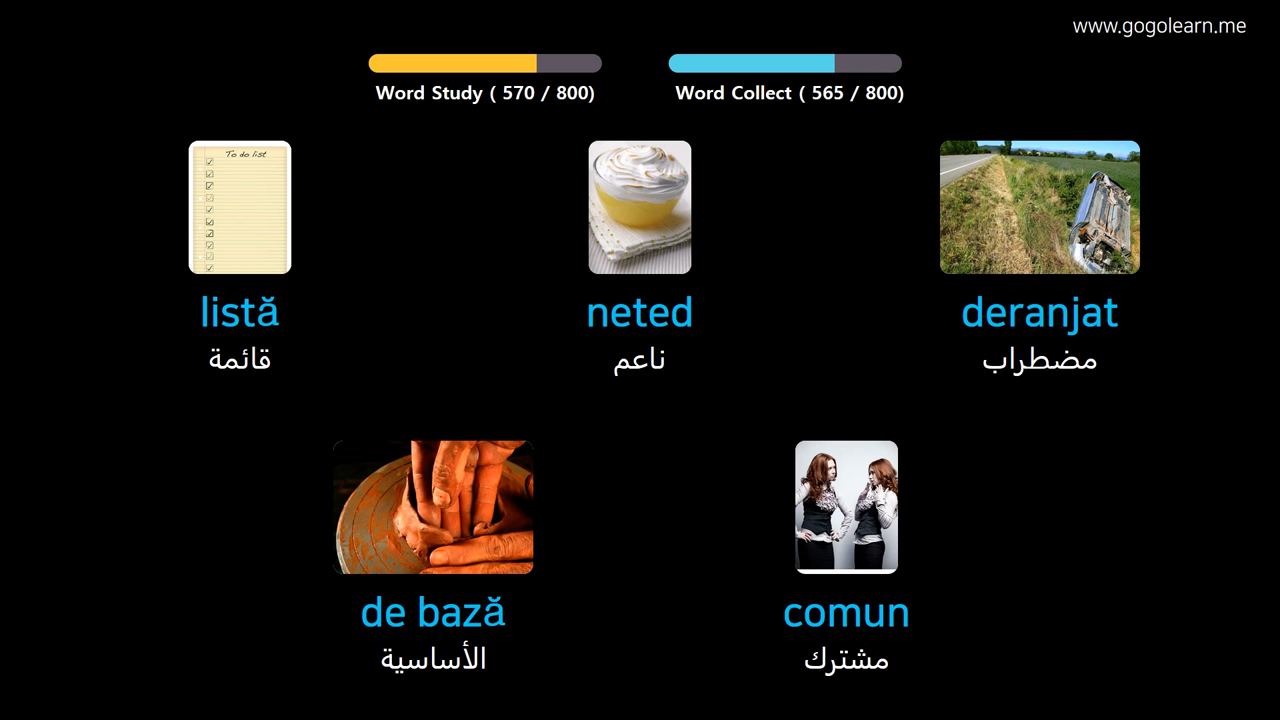 www.gogolearn.me
Word Study ( 570 / 800)
Word Collect ( 565 / 800)
To do list
listă
قائمة
neted
ناعم
deranjat
مضطراب
de bază
الأساسية
comun
مشترك